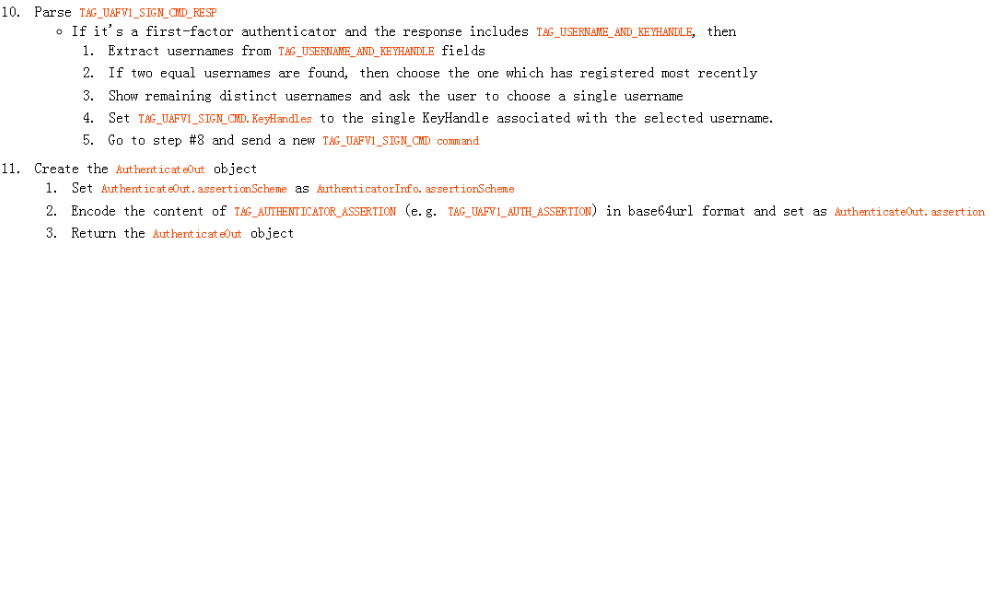 10. Parse TAG_UAFV1_SIGN_CMD_RESP
○ If it's a first-factor authenticator and the response includes TAG_USERNAME_AND_KEYHANDLE, then
1. Extract usernames from TAG_USERNAME_AND_KEYHANDLE fields
2. If two equal usernames are found, then choose the one which has registered most recently
3. Show remaining distinct usernames and ask the user to choose a single username
4. Set TAG_UAFV1_SIGN_CMD.KeyHandles to the single KeyHandle associated with the selected username.
5. Go to step #8 and send a new TAG_UAFV1_SIGN_CMD command
11. Create the AuthenticateOut object
1. Set AuthenticateOut.assertionScheme as AuthenticatorInfo.assertionScheme
2. Encode the content of TAG_AUTHENTICATOR_ASSERTION (e.g. TAG_UAFV1_AUTH_ASSERTION) in base64url format and set as AuthenticateOut.assertion
3. Return the AuthenticateOut object